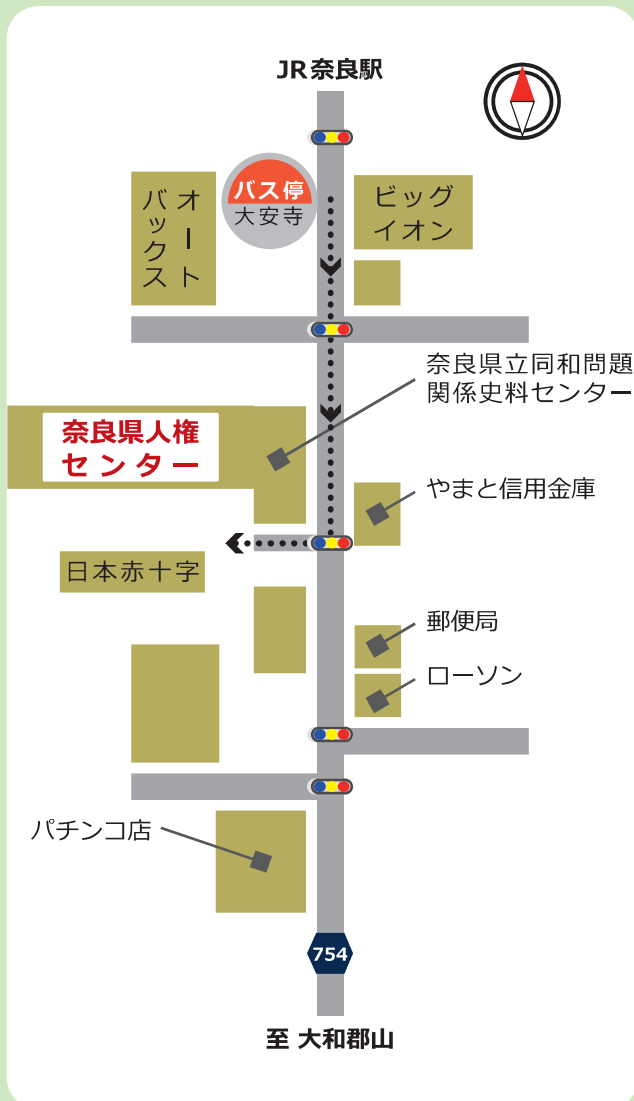 JR奈良駅
バス停
大安寺
オート
バックス
ビッグ
イオン
奈良県立同和問題
関係史料センター
奈良県人権
センター
やまと信用金庫
日本赤十字
郵便局
ローソン
パチンコ店
754
至 大和郡山